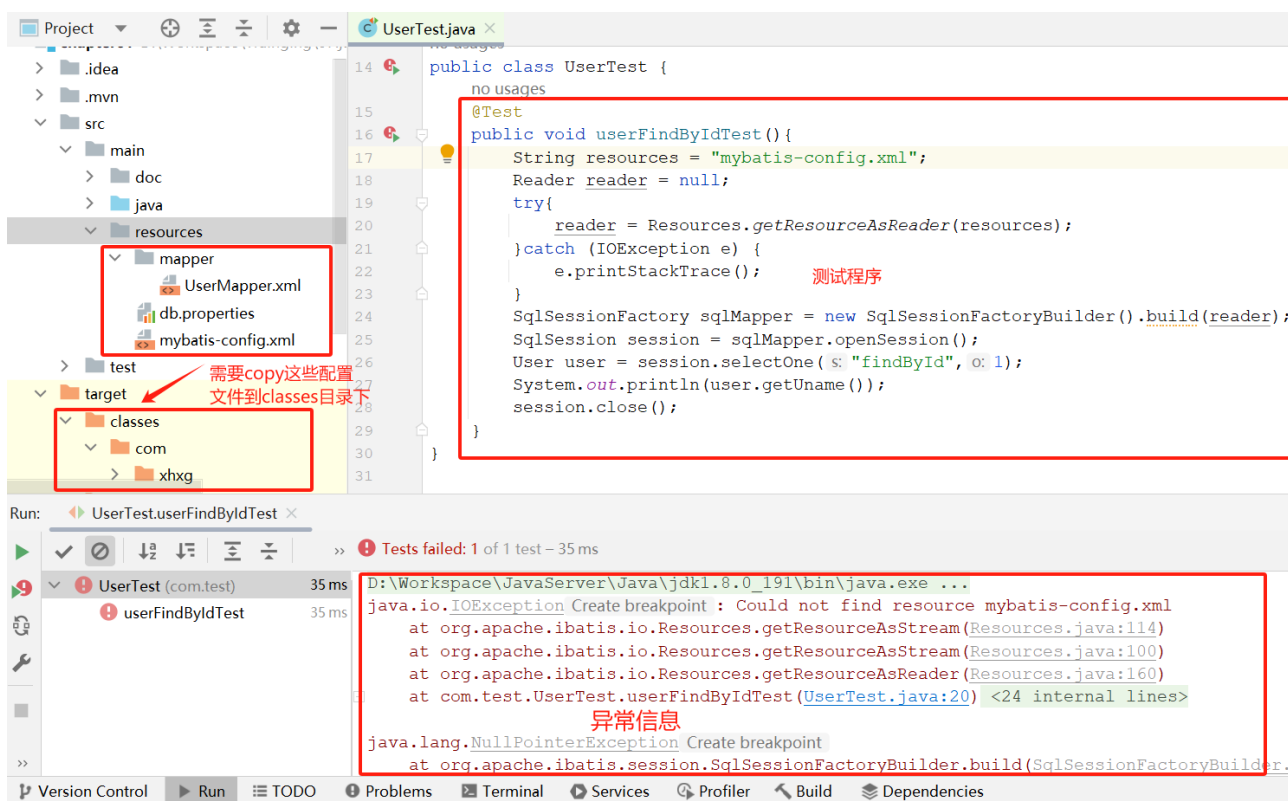 Project
UserTest.java
.idea
.mvn
src
main
doc
java
resources
mapper
UserMapper.xml
db.properties
mybatis-config.xml
test
target
classes
com
xhxg
需要copy这些配置
文件到classes目录下
no usages
14 public class UserTest {
no usages
15 @Test
16 public void userFindByIdTest(){
17 String resources = "mybatis-config.xml";
18 Reader reader = null;
19 try{
20 reader = Resources.getResourceAsReader(resources);
21 }catch (IOException e) {
22 e.printStackTrace();
23 }
测试程序
24 SqlSessionFactory sqlMapper = new SqlSessionFactoryBuilder().build(reader);
25 SqlSession session = sqlMapper.openSession();
26 User user = session.selectOne( s: "findById", o: 1);
27 System.out.println(user.getUname());
28 session.close();
29 }
30 }
31
Run: UserTest.userFindByIdTest
Tests failed: 1 of 1 test – 35 ms
UserTest (com.test) 35 ms
userFindByIdTest 35 ms
D:\Workspace\JavaServer\Java\jdk1.8.0_191\bin\java.exe ...
java.io.IOException Create breakpoint : Could not find resource mybatis-config.xml
at org.apache.ibatis.io.Resources.getResourceAsStream(Resources.java:114)
at org.apache.ibatis.io.Resources.getResourceAsStream(Resources.java:100)
at org.apache.ibatis.io.Resources.getResourceAsReader(Resources.java:160)
at com.test.UserTest.userFindByIdTest(UserTest.java:20) <24 internal lines>
异常信息
java.lang.NullPointerException Create breakpoint
at org.apache.ibatis.session.SqlSessionFactoryBuilder.build(SqlSessionFactoryBuilder.
Version Control Run TODO Problems Terminal Services Profiler Build Dependencies